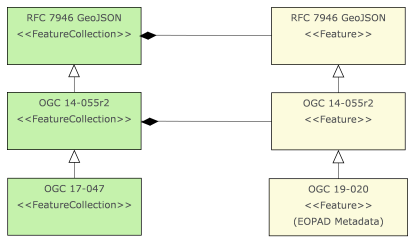 RFC 7946 GeoJSON
<<FeatureCollection>>
RFC 7946 GeoJSON
<<Feature>>
OGC 14-055r2
<<FeatureCollection>>
OGC 14-055r2
<<Feature>>
OGC 17-047
<<FeatureCollection>>
OGC 19-020
<<Feature>>
(EOPAD Metadata)